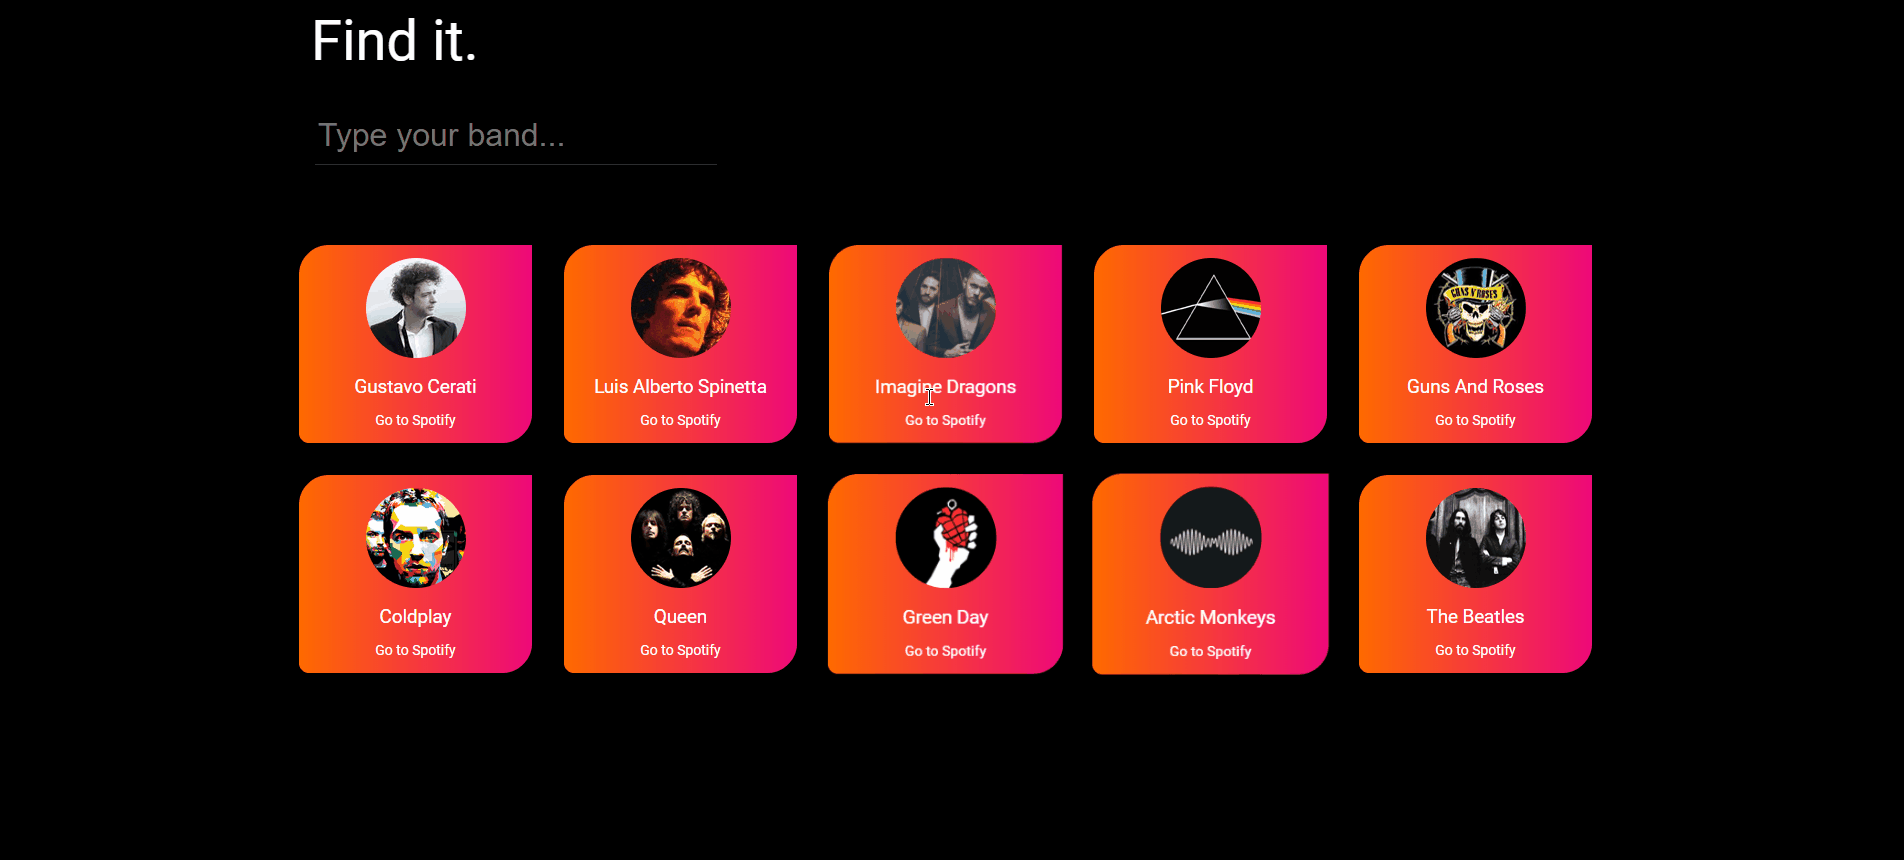 Find it.
Type your band...
GUNS N' ROSES
Gustavo Cerati
Go to Spotify
Luis Alberto Spinetta
Go to Spotify
Imagine Dragons
Go to Spotify
Pink Floyd
Go to Spotify
Guns And Roses
Go to Spotify
Coldplay
Go to Spotify
Queen
Go to Spotify
Green Day
Go to Spotify
Arctic Monkeys
Go to Spotify
The Beatles
Go to Spotify